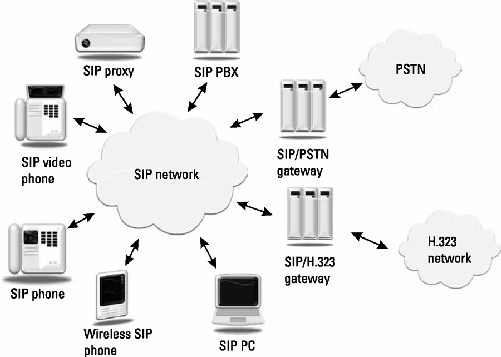 SIP proxy
SIP PBX
PSTN
SIP video
phone
SIP network
SIP/PSTN
gateway
SIP phone
SIP/H.323
gateway
H.323
network
Wireless SIP
phone
SIP PC